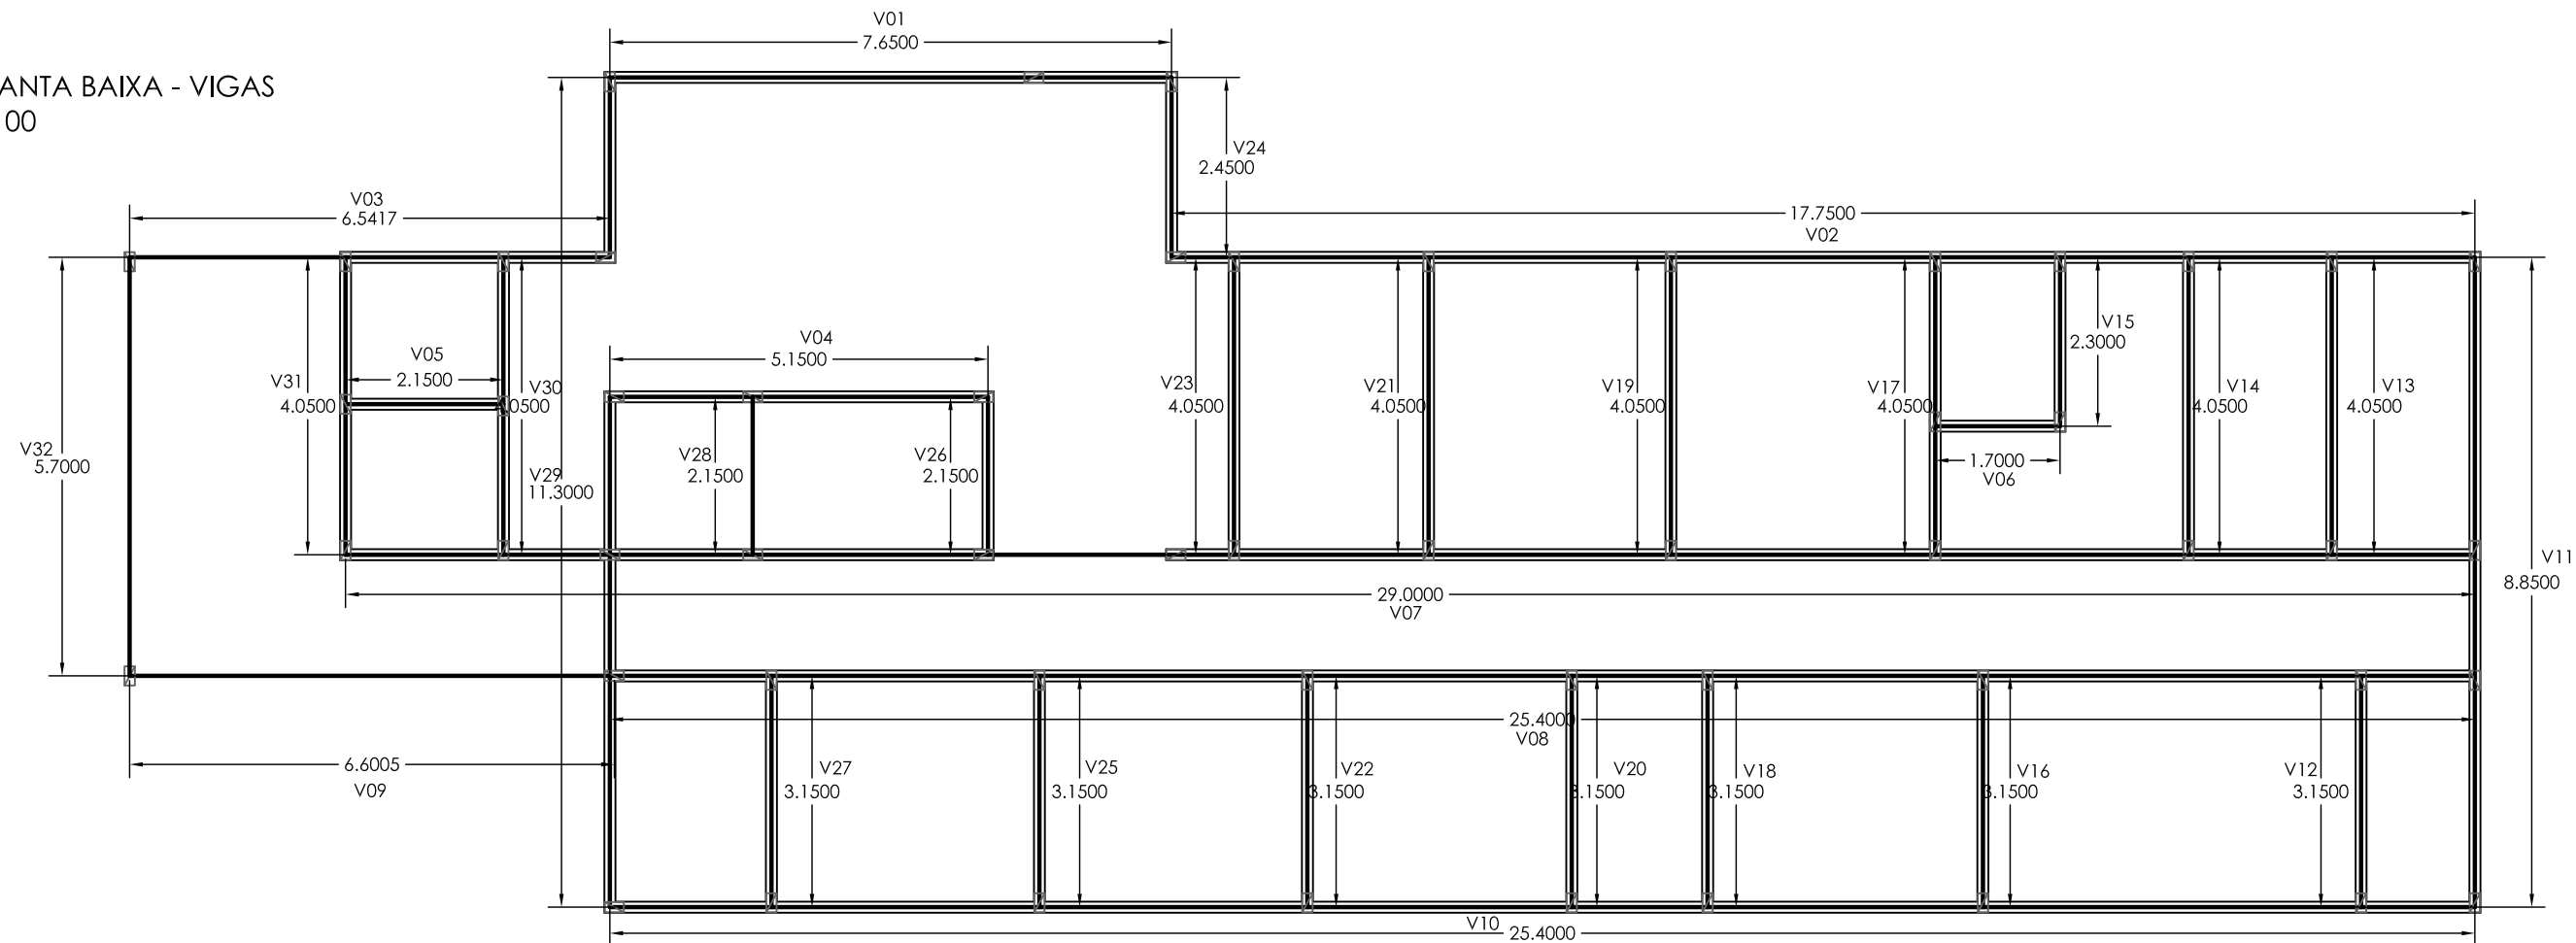 V01
7.6500
ANTA BAIXA - VIGAS
00
V24
2.4500
V03
6.5417
17.7500
V02
V04
5.1500
V05
2.1500
V31
4.0500
V30
0500
V23
4.0500
V21
4.0500
V19
4.0500
V17
4.0500
V15
2.3000
V14
4.0500
V13
4.0500
V32
5.7000
V29
11.3000
V28
2.1500
V26
2.1500
1.7000
V06
V11
8.8500
29.0000
V07
25.4000
V08
6.6005
V09
V27
3.1500
V25
3.1500
V22
3.1500
V20
3.1500
V18
3.1500
V16
3.1500
V12
3.1500
V10
25.4000